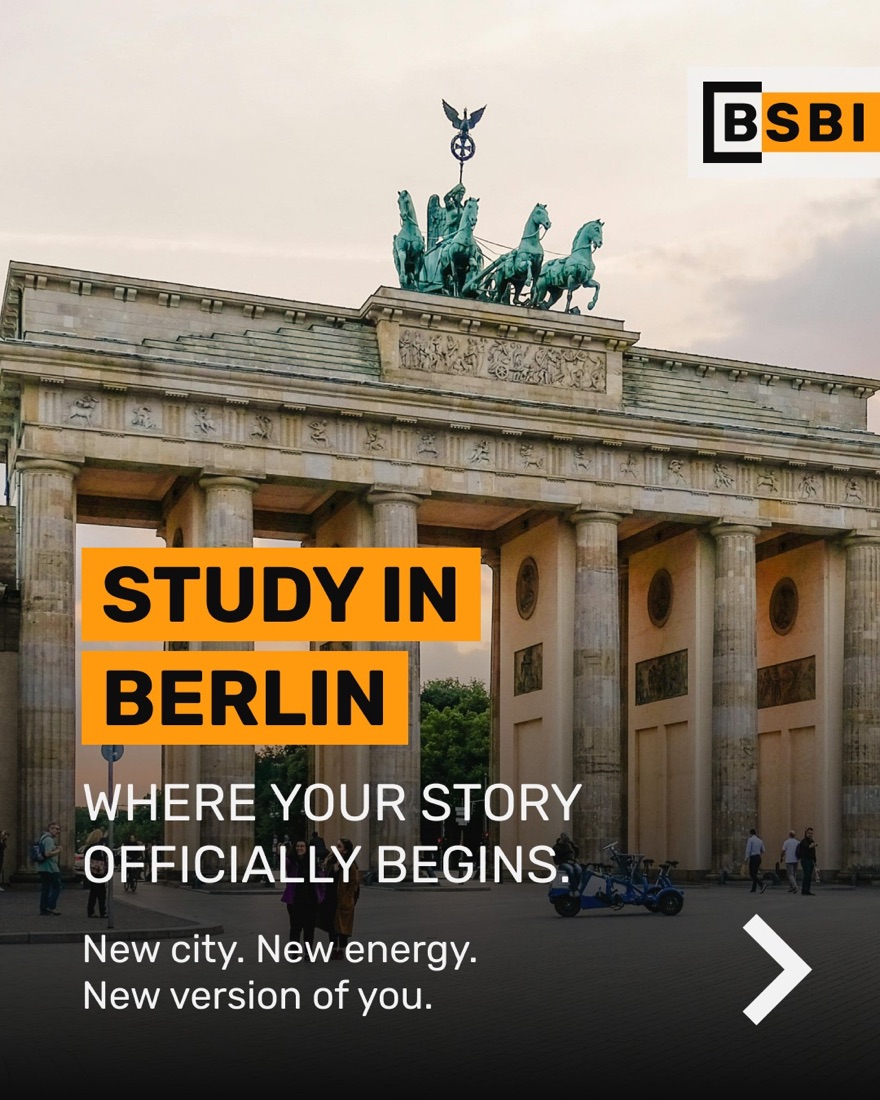 BSBI
STUDY IN
BERLIN
WHERE YOUR STORY
OFFICIALLY BEGINS.
New city. New energy.
New version of you.